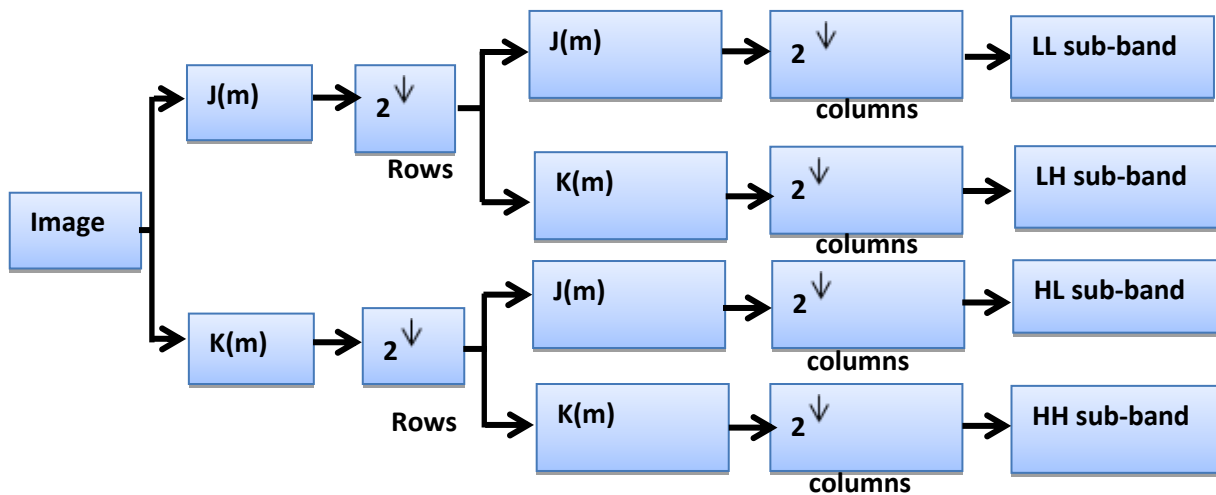 J(m)
2 ↓
columns
LL sub-band
J(m)
2 ↓
Rows
K(m)
2 ↓
columns
LH sub-band
Image
J(m)
2 ↓
columns
HL sub-band
K(m)
2 ↓
Rows
K(m)
2 ↓
columns
HH sub-band